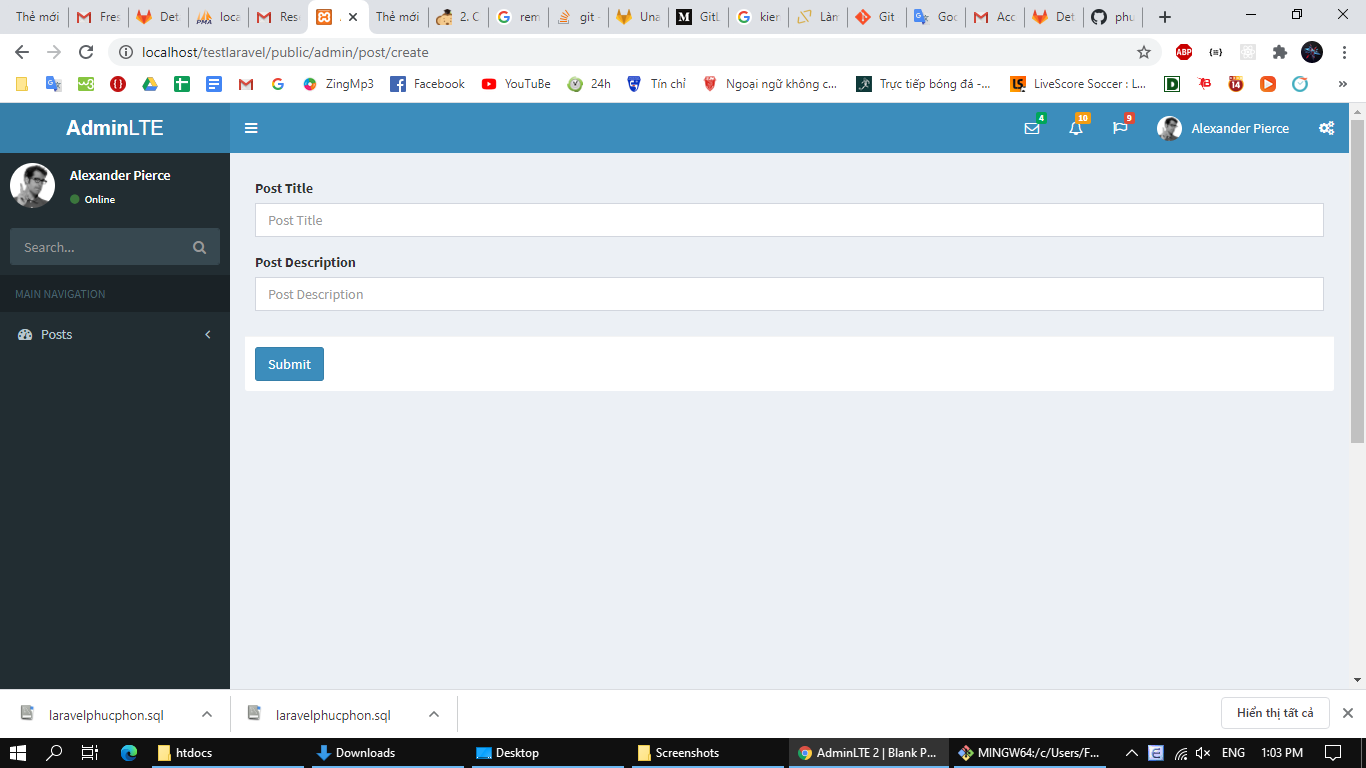 Thẻ mới
Fres
Det
loca
Res
Thẻ mới
2. C
rem
git
Una
GitL
kien
Làn
Git
Goo
Acc
Det
phu
localhost/testlaravel/public/admin/post/create
ABP
ZingMp3
Facebook
YouTube
24h
Tín chỉ
Ngoại ngữ không c...
Trực tiếp bóng đá -...
LiveScore Soccer : L...
AdminLTE
4
10
9
Alexander Pierce
Alexander Pierce
Online
Search...
MAIN NAVIGATION
Posts
Post Title
Post Title
Post Description
Post Description
Submit
laravelphucphon.sql
laravelphucphon.sql
Hiển thị tất cả
htdocs
Downloads
Desktop
Screenshots
AdminLTE 2 | Blank P...
MINGW64:/c/Users/F...
ENG
1:03 PM